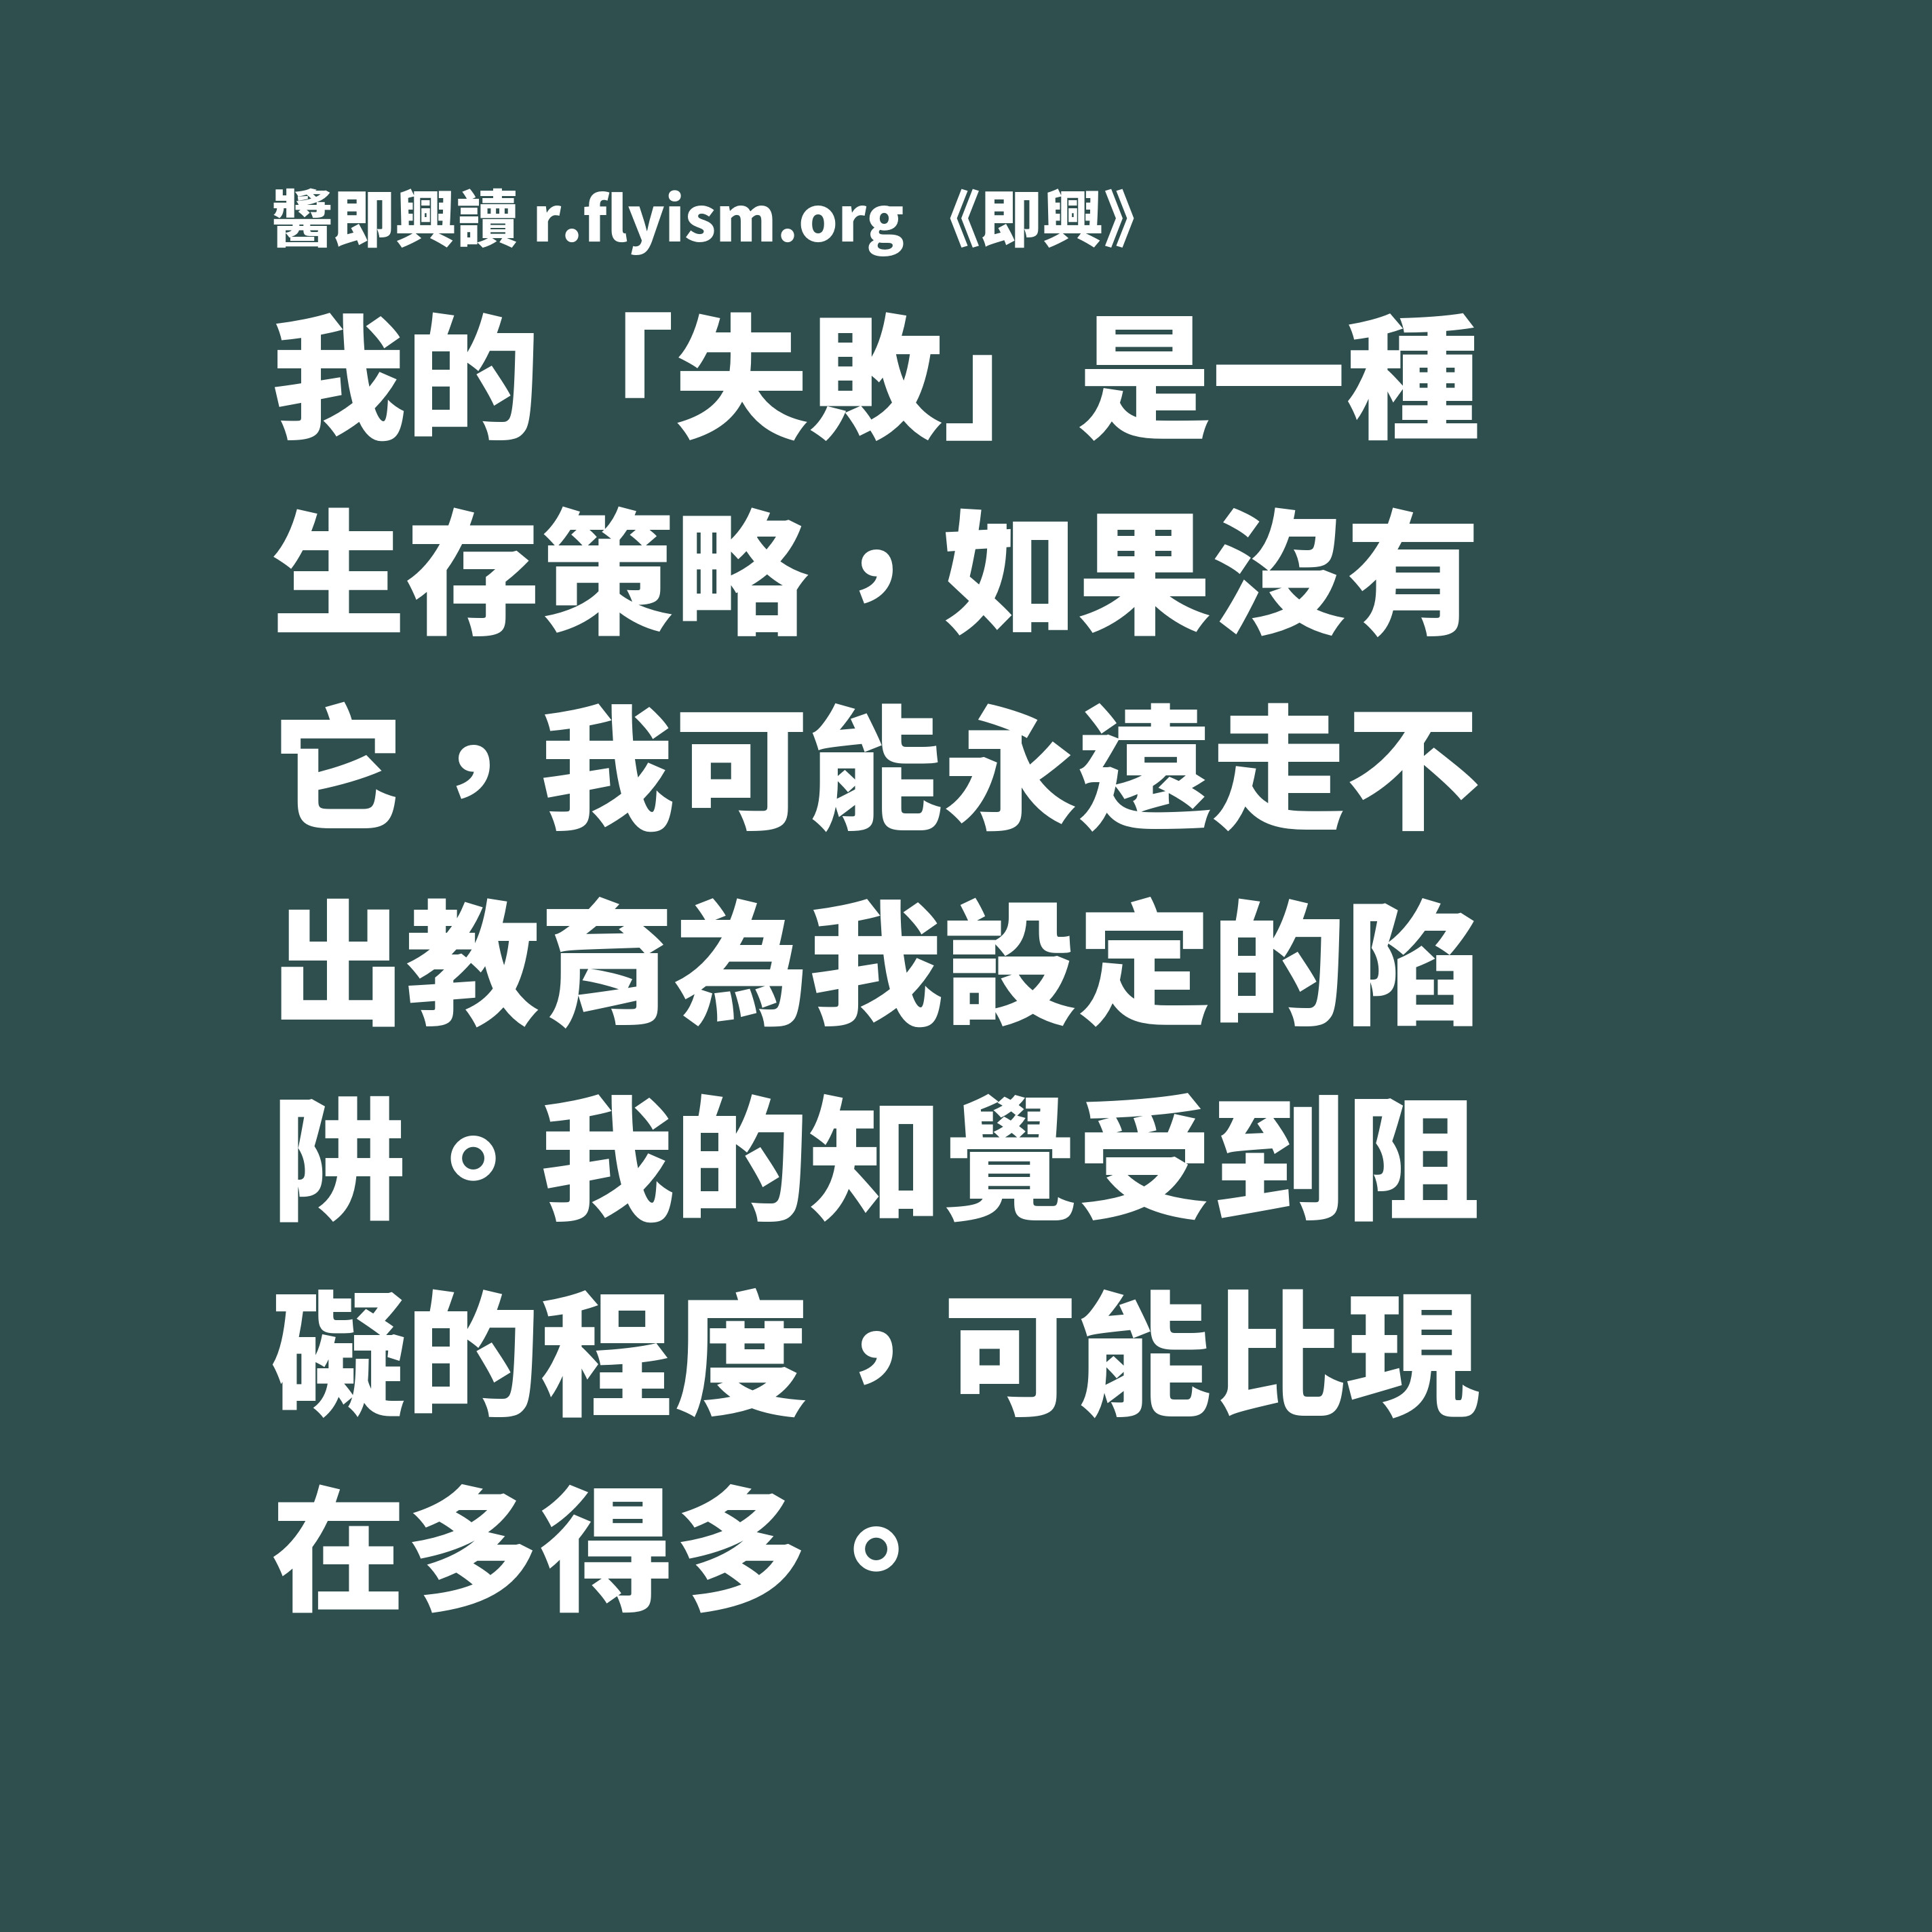 醬即興讀 r.flyism.org 《即興》
我的「失敗」是一種
生存策略，如果沒有
它，我可能永遠走不
出教育為我設定的陷
阱。我的知覺受到阻
礙的程度，可能比現
在多得多。